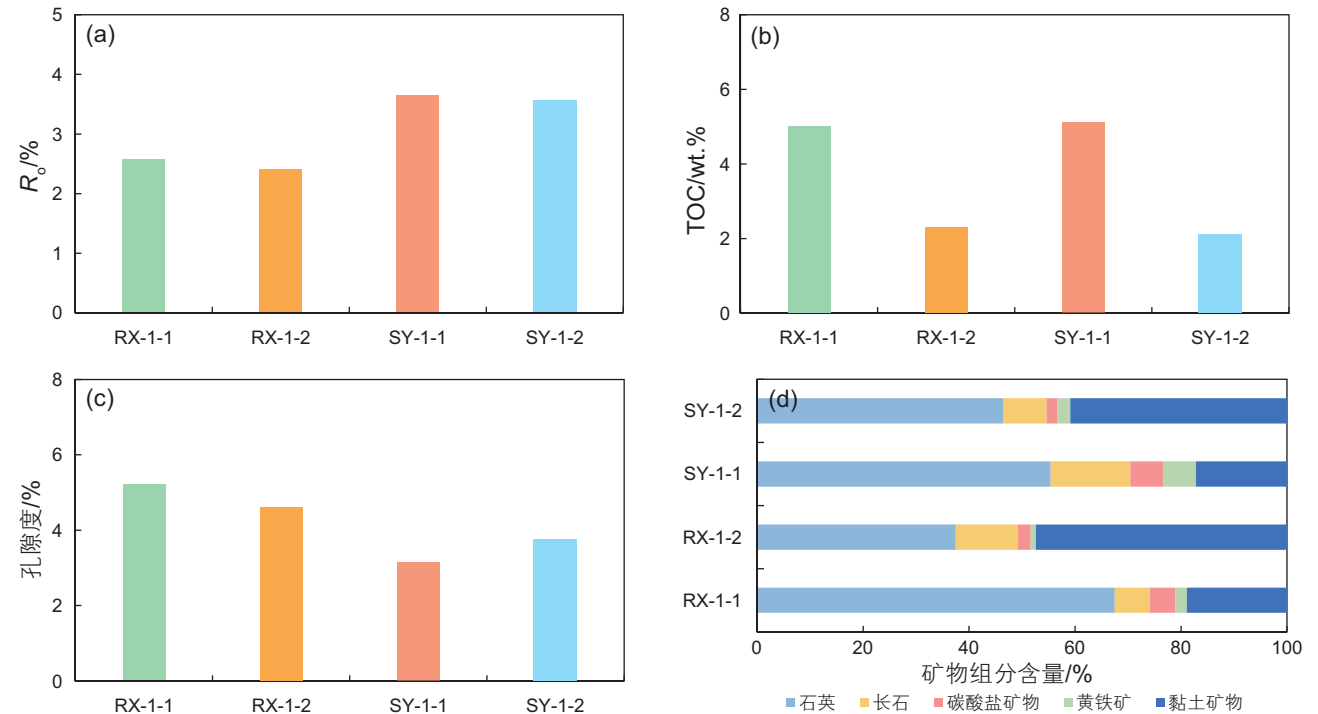 (a)
5
4
3
2
1
0
Ro/%
RX-1-1 RX-1-2 SY-1-1 SY-1-2
(b)
8
6
4
2
0
TOC/wt.%
RX-1-1 RX-1-2 SY-1-1 SY-1-2
(c)
8
6
4
2
0
孔隙度/%
RX-1-1 RX-1-2 SY-1-1 SY-1-2
(d)
SY-1-2
SY-1-1
RX-1-2
RX-1-1
0 20 40 60 80 100
矿物组分含量/%
石英 长石 碳酸盐矿物 黄铁矿 黏土矿物